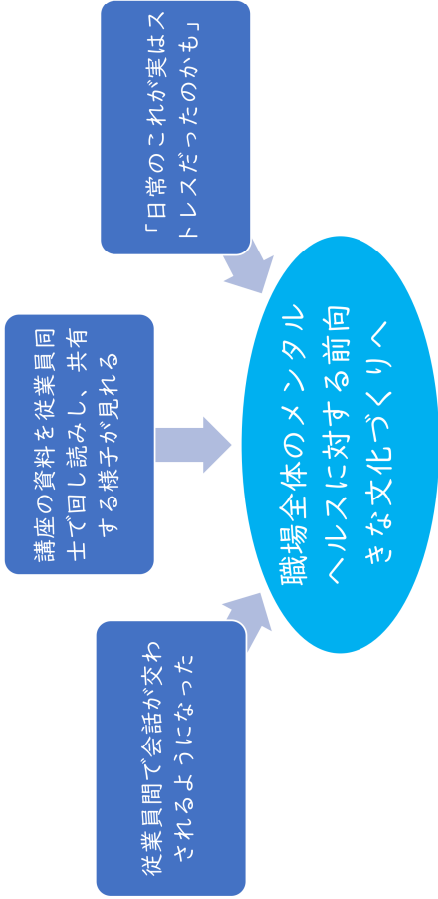 従業員間で会話が交わ
されるようになった
講座の資料を従業員同
士で回し読みし、共有
する様子が見れる
「日常のこれが実はス
トレスだったのかも」
職場全体のメンタル
ヘルスに対する前向
きな文化づくりへ